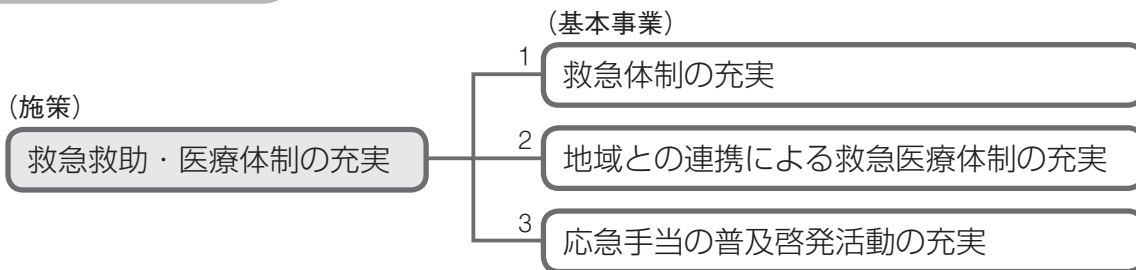 (基本事業)
1
救急体制の充実
(施策)
救急救助・医療体制の充実
2
地域との連携による救急医療体制の充実
3
応急手当の普及啓発活動の充実